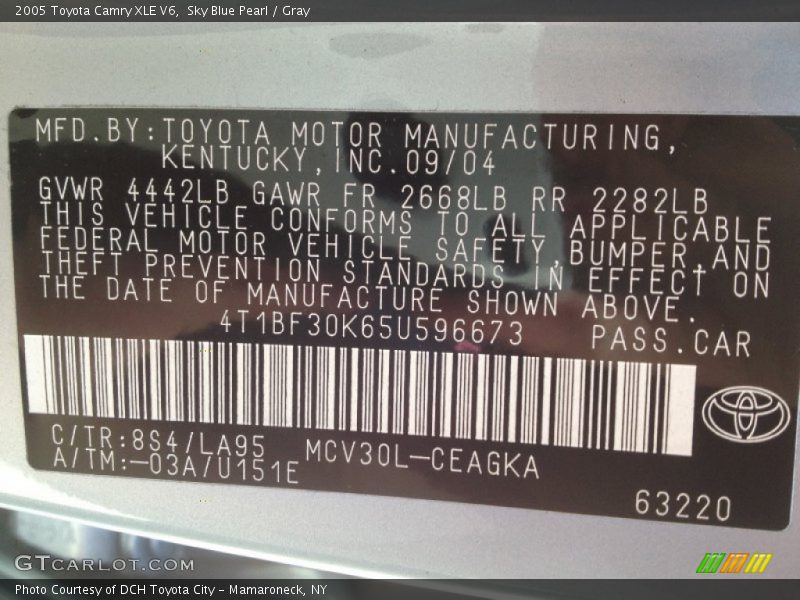 2005 Toyota Camry XLE V6,  Sky Blue Pearl / Gray
MFD.BY:TOYOTA MOTOR MANUFACTURING,
KENTUCKY, INC.09/04
GVWR 4442LB GAWR FR 2668LB RR 2282LB
THIS VEHICLE CONFORMS TO ALL APPLICABLE
FEDERAL MOTOR VEHICLE SAFETY,BUMPER,AND
THEFT PREVENTION STANDARDS IN EFFECT ON
THE DATE OF MANUFACTURE SHOWN ABOVE.
4T1BF30K65U596673 PASS.CAR
C/TR:8S4/LA95 MCV30L-CEAGKA
A/TM:-03A/U151E
63220
GTCARLOT.COM
Photo Courtesy of DCH Toyota City - Mamaroneck, NY